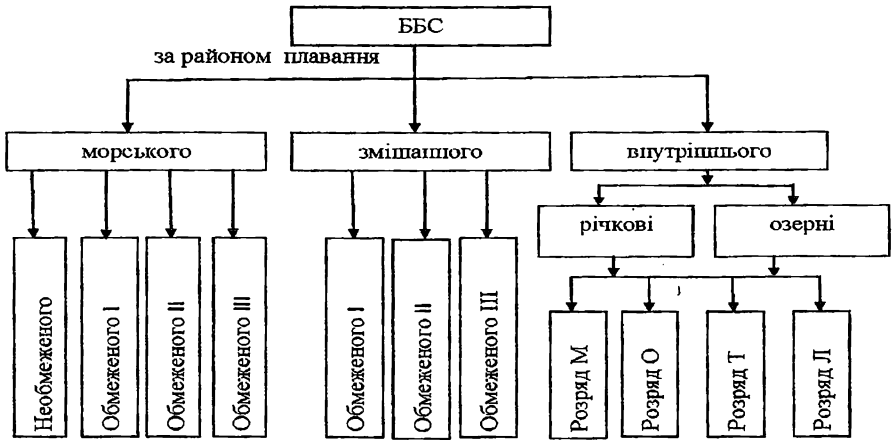 ББС
за районом плавання
морського
змішанного
внутрішнього
річкові
озерні
Необмеженого
Обмеженого I
Обмеженого II
Обмеженого III
Обмеженого I
Обмеженого II
Обмеженого III
Розряд М
Розряд О
Розряд Т
Розряд Л